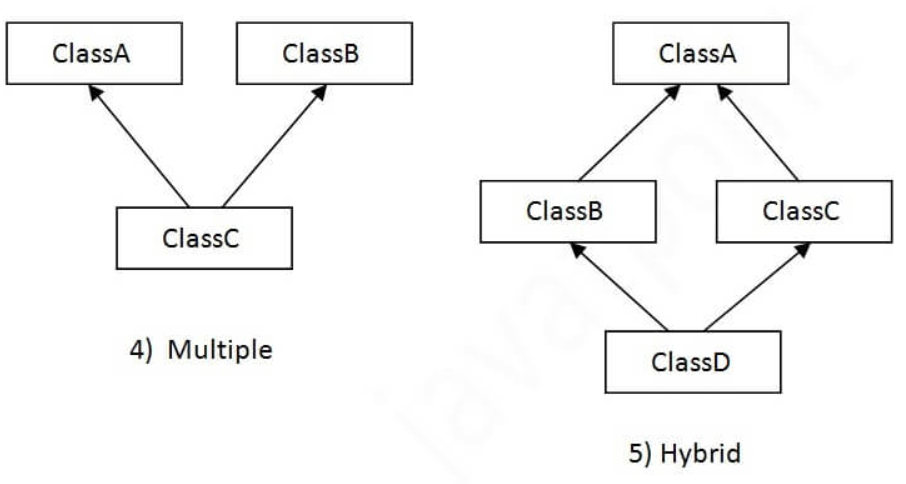 ClassA
ClassB
ClassC
4) Multiple
ClassA
ClassB
ClassC
ClassD
5) Hybrid